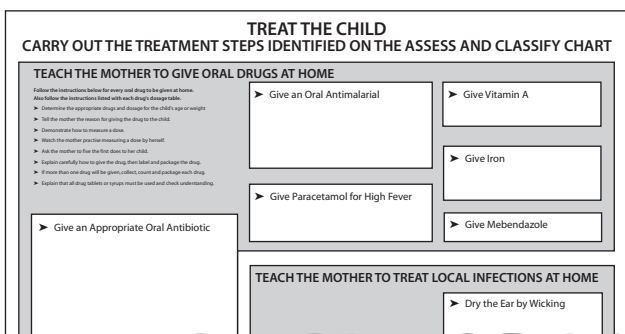 TREAT THE CHILD
CARRY OUT THE TREATMENT STEPS IDENTIFIED ON THE ASSESS AND CLASSIFY CHART
TEACH THE MOTHER TO GIVE ORAL DRUGS AT HOME
Follow the instructions below for every oral drug to be given at home.
Also follow the instructions listed with each drug's dosage table.
➤ Determine the appropriate drugs and dosage for the child's age or weight
➤ Tell the mother the reason for giving the drug to the child.
➤ Demonstrate how to measure a dose.
➤ Watch the mother practise measuring a dose by herself.
➤ Ask the mother to five the first does to her child.
➤ Explain carefully how to give the drug, then label and package the drug.
➤ If more than one drug will be given, collect, count and package each drug.
➤ Explain that all drug tablets or syrups must be used and check understanding.
➤ Give an Appropriate Oral Antibiotic
➤ Give an Oral Antimalarial
➤ Give Paracetamol for High Fever
➤ Give Vitamin A
➤ Give Iron
➤ Give Mebendazole
TEACH THE MOTHER TO TREAT LOCAL INFECTIONS AT HOME
➤ Dry the Ear by Wicking